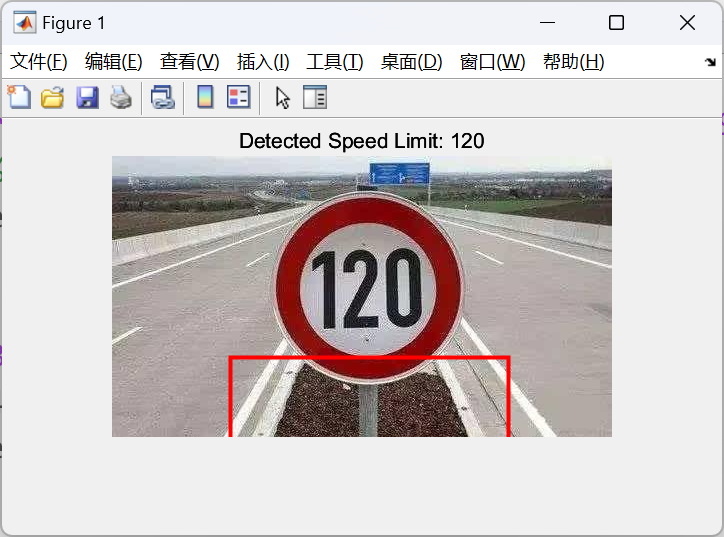 Figure 1
文件(F) 编辑(E) 查看(V) 插入(I) 工具(T) 桌面(D) 窗口(W) 帮助(H)
Detected Speed Limit: 120
120